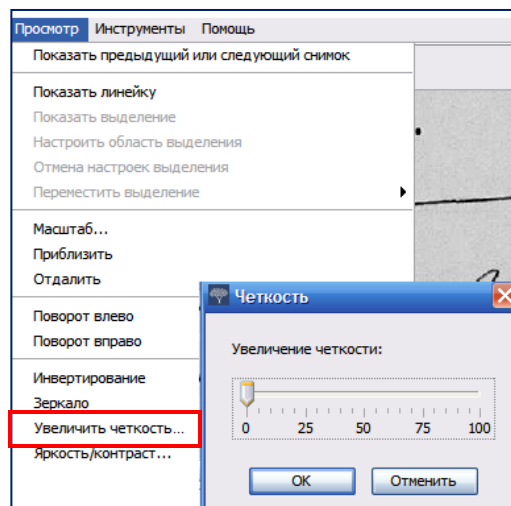 Просмотр Инструменты Помощь
Показать предыдущий или следующий снимок
Показать линейку
Показать выделение
Настроить область выделения
Отмена настроек выделения
Переместить выделение
Масштаб...
Приблизить
Отдалить
Поворот влево
Поворот вправо
Инвертирование
Зеркало
Увеличить четкость...
Яркость/контраст...
Четкость
Увеличение четкости:
0 25 50 75 100
OK Отменить